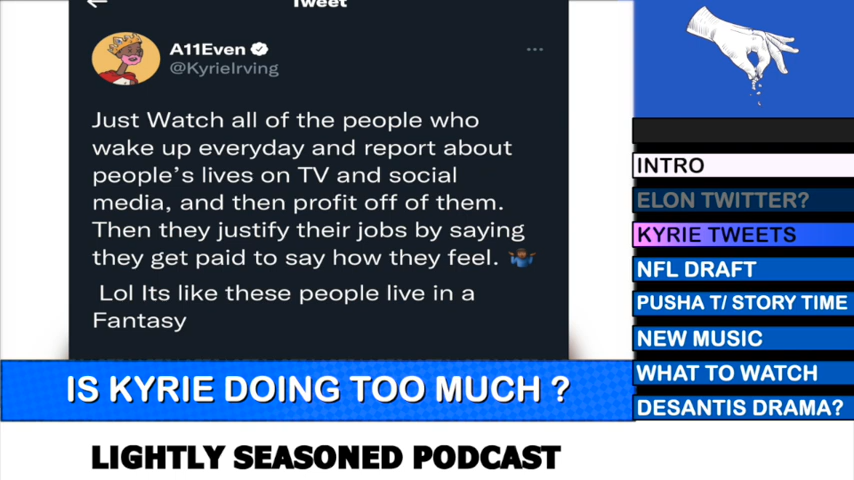 Tweet
A11Even
@KyrieIrving
Just Watch all of the people who
wake up everyday and report about
people's lives on TV and social
media, and then profit off of them.
Then they justify their jobs by saying
they get paid to say how they feel. 🤷🏾‍♂️
Lol Its like these people live in a
Fantasy
IS KYRIE DOING TOO MUCH ?
LIGHTLY SEASONED PODCAST
INTRO
ELON TWITTER?
KYRIE TWEETS
NFL DRAFT
PUSHA T/ STORY TIME
NEW MUSIC
WHAT TO WATCH
DESANTIS DRAMA?